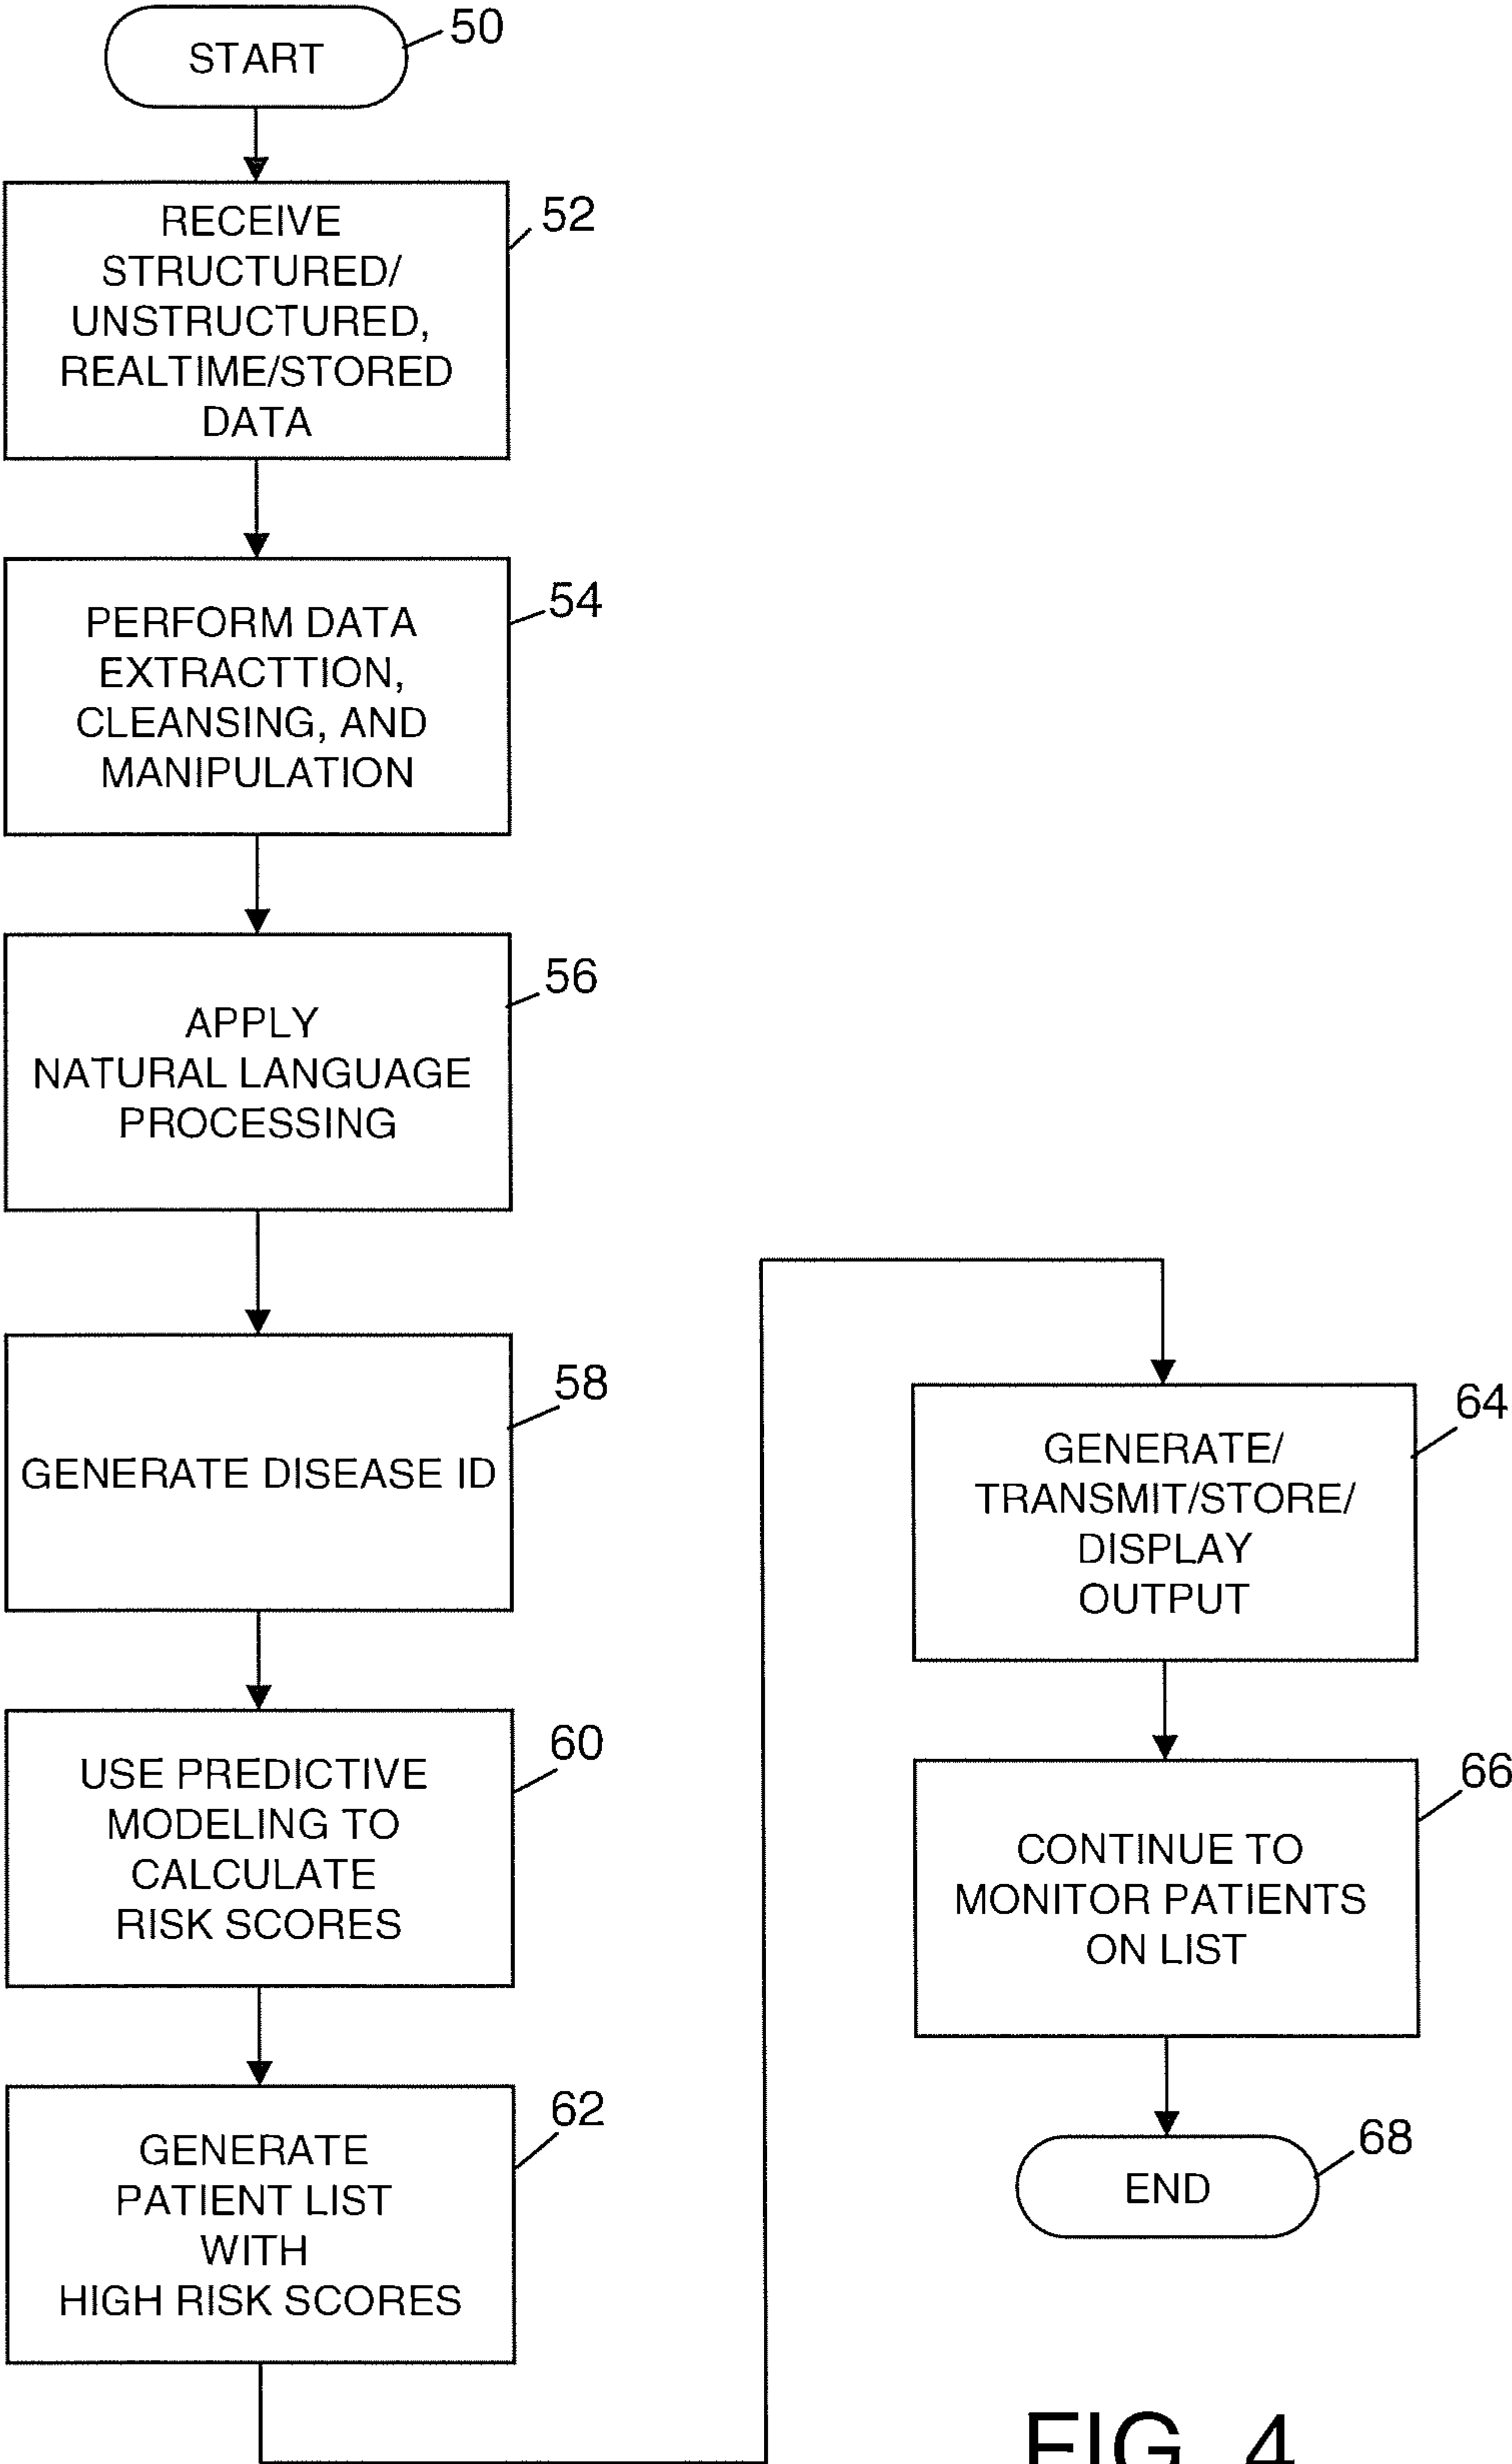 START
50
RECEIVE
STRUCTURED/
UNSTRUCTURED,
REALTIME/STORED
DATA
52
PERFORM DATA
EXTRACTTION,
CLEANSING, AND
MANIPULATION
54
APPLY
NATURAL LANGUAGE
PROCESSING
56
GENERATE DISEASE ID
58
USE PREDICTIVE
MODELING TO
CALCULATE
RISK SCORES
60
GENERATE
PATIENT LIST
WITH
HIGH RISK SCORES
62
GENERATE/
TRANSMIT/STORE/
DISPLAY
OUTPUT
64
CONTINUE TO
MONITOR PATIENTS
ON LIST
66
END
68
FIG. 4